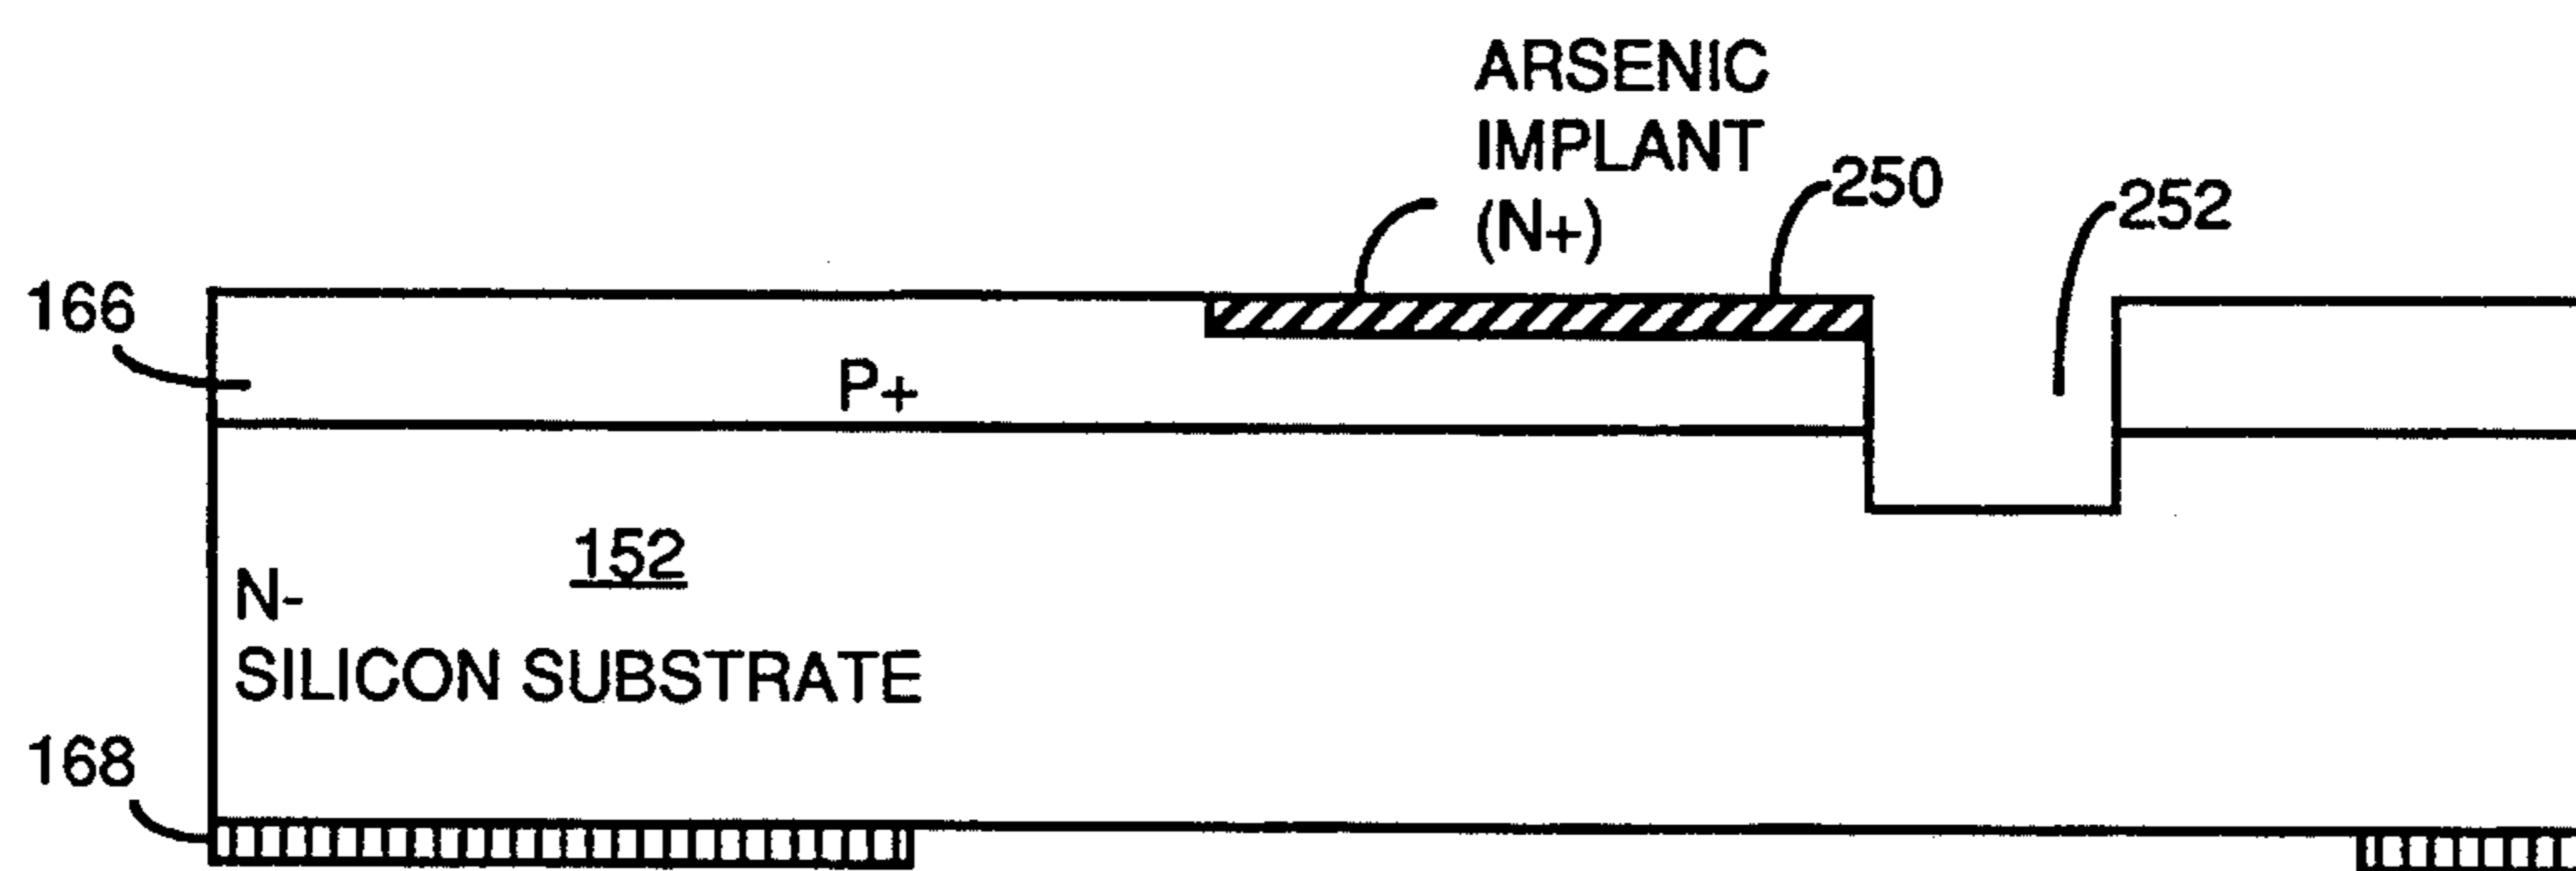 ARSENIC
IMPLANT
(N+)
250
252
166
P+
152
N-
SILICON SUBSTRATE
168